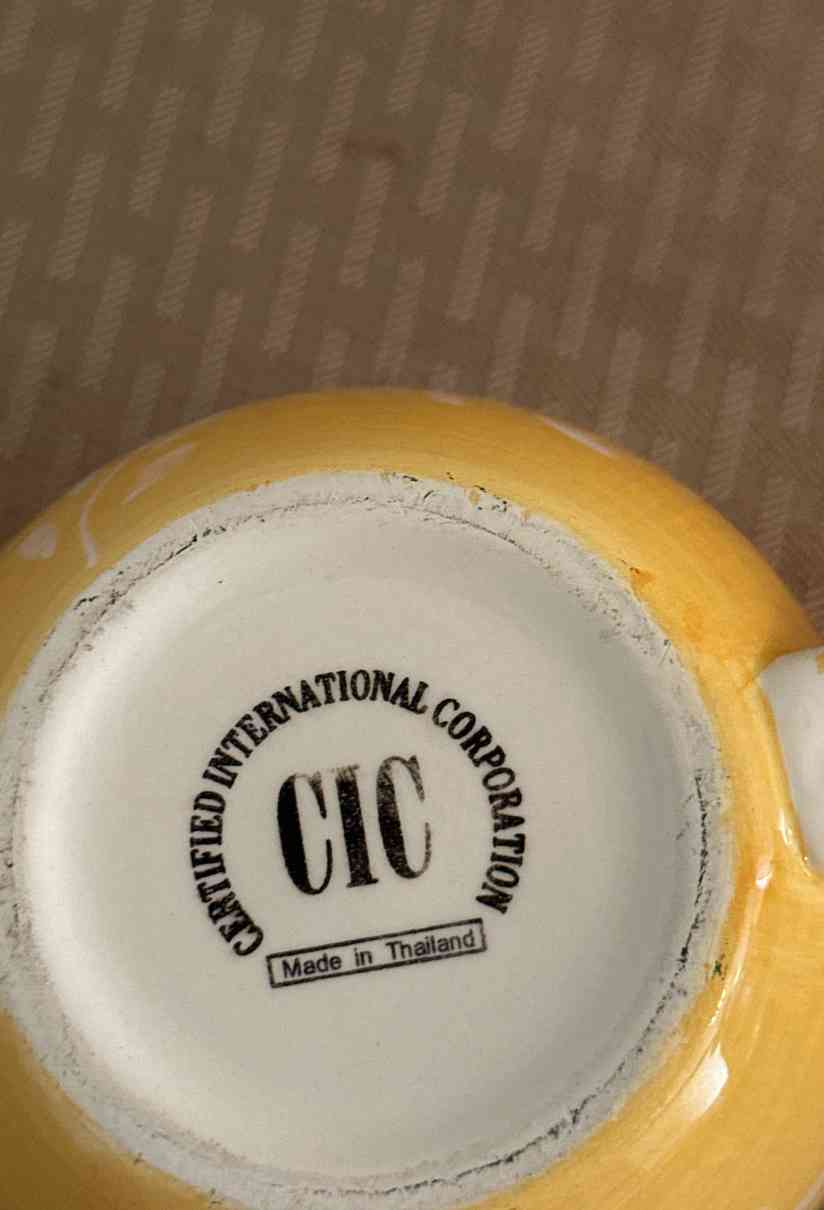 CERTIFIED INTERNATIONAL CORPORATION
CIC
Made in Thailand